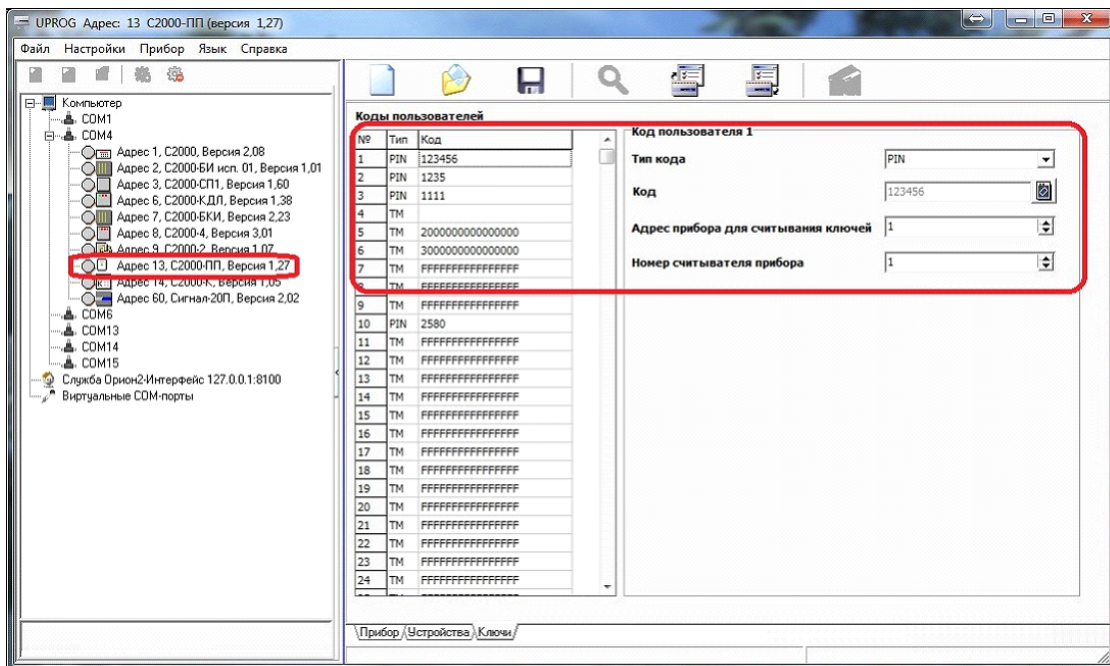 UPROG Адрес: 13 С2000-ПП (версия 1,27)
Файл Настройки Прибор Язык Справка
Компьютер
COM1
COM4
Адрес 1, С2000, Версия 2,08
Адрес 2, С2000-БИ исп. 01, Версия 1,01
Адрес 3, С2000-СП1, Версия 1,60
Адрес 6, С2000-КДЛ, Версия 1,38
Адрес 7, С2000-БКИ, Версия 2,23
Адрес 8, С2000-4, Версия 3,01
Адрес 9, С2000-2, Версия 1,07
Адрес 13, С2000-ПП, Версия 1,27
Адрес 14, С2000-К, Версия 1,05
Адрес 60, Сигнал-20П, Версия 2,02
COM6
COM13
COM14
COM15
Служба Орион2-Интерфейс 127.0.0.1:8100
Виртуальные COM-порты
Коды пользователей
№ Тип Код
1 PIN 123456
2 PIN 1235
3 PIN 1111
4 TM
5 TM 2000000000000000
6 TM 3000000000000000
7 TM FFFFFFFFFFFFFFFF
8 TM FFFFFFFFFFFFFFFF
9 TM FFFFFFFFFFFFFFFF
10 PIN 2580
11 TM FFFFFFFFFFFFFFFF
12 TM FFFFFFFFFFFFFFFF
13 TM FFFFFFFFFFFFFFFF
14 TM FFFFFFFFFFFFFFFF
15 TM FFFFFFFFFFFFFFFF
16 TM FFFFFFFFFFFFFFFF
17 TM FFFFFFFFFFFFFFFF
18 TM FFFFFFFFFFFFFFFF
19 TM FFFFFFFFFFFFFFFF
20 TM FFFFFFFFFFFFFFFF
21 TM FFFFFFFFFFFFFFFF
22 TM FFFFFFFFFFFFFFFF
23 TM FFFFFFFFFFFFFFFF
24 TM FFFFFFFFFFFFFFFF
Код пользователя 1
Тип кода PIN
Код 123456
Адрес прибора для считывания ключей 1
Номер считывателя прибора 1
Прибор Устройства Ключи